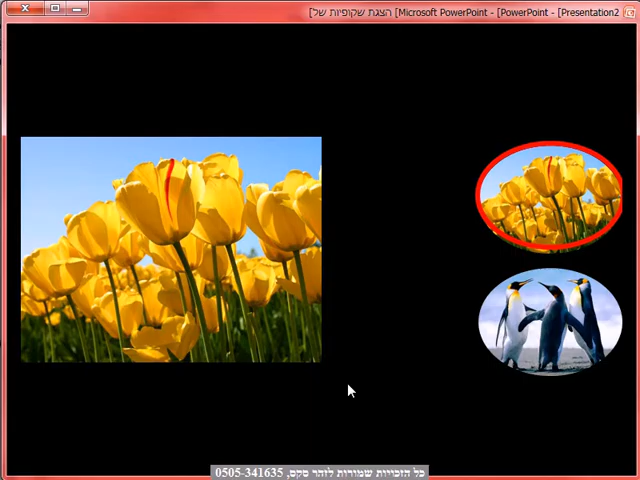 [Microsoft PowerPoint - [PowerPoint - [Presentation2 הצגת שקופיות של]
כל הזכויות שמורות לזהר סקס, 0505-341635